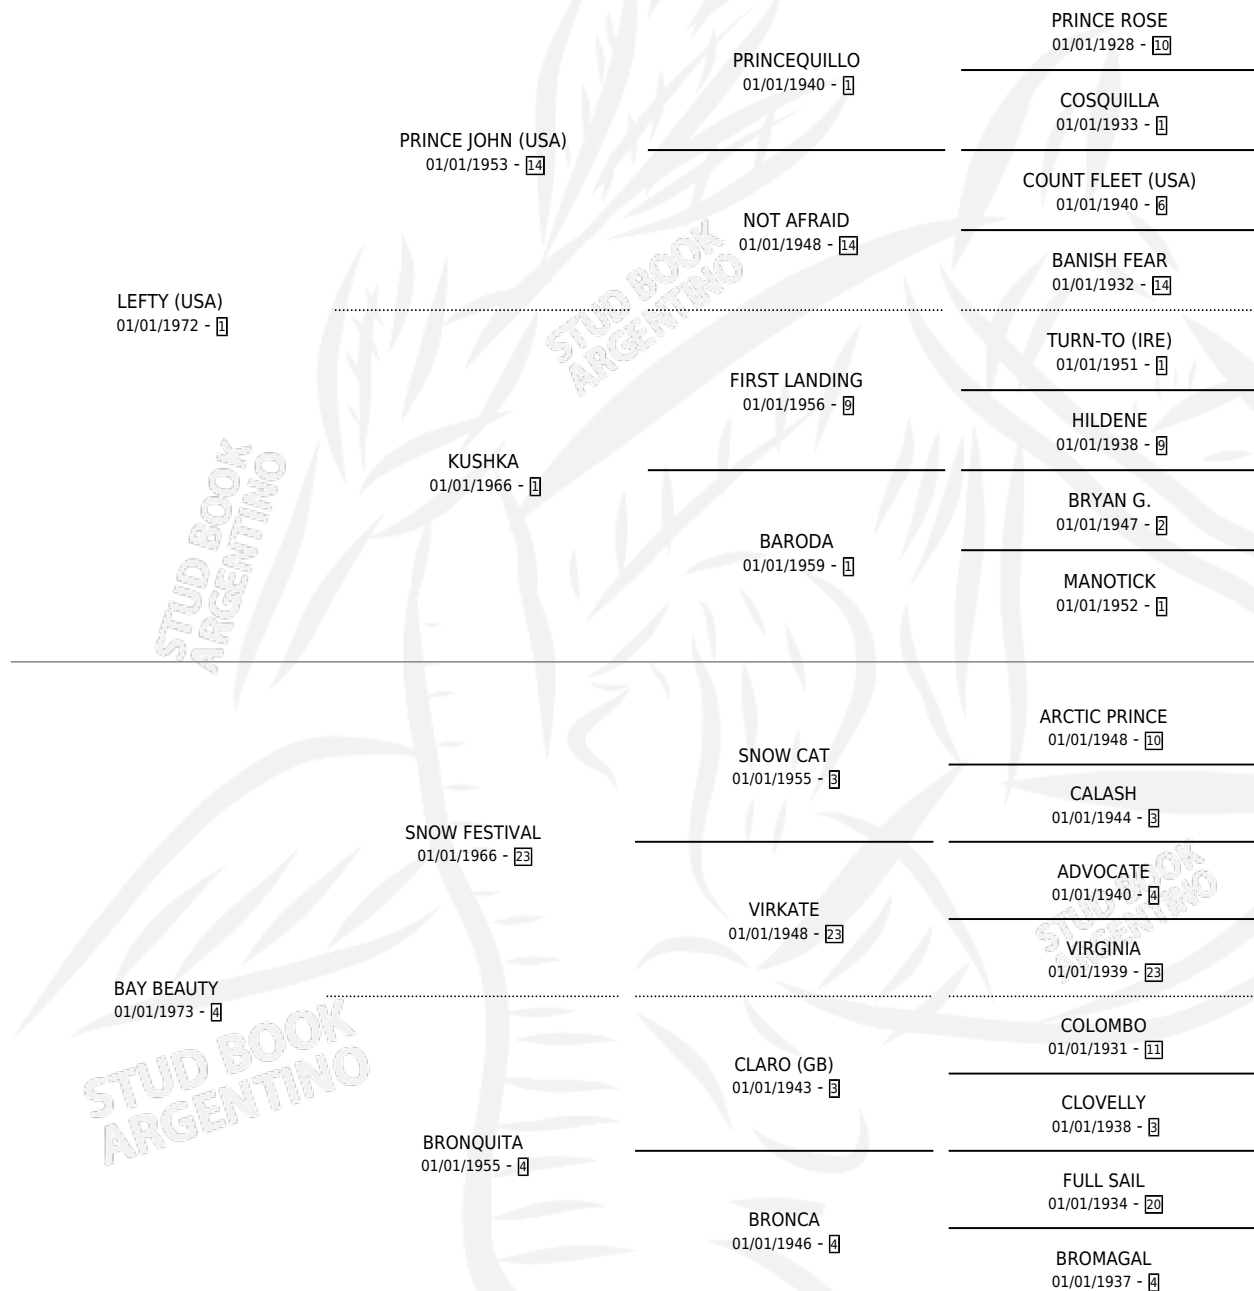 PRINCE ROSE
01/01/1928 - 10
PRINCEQUILLO
01/01/1940 - 1
COSQUILLA
01/01/1933 - 1
PRINCE JOHN (USA)
01/01/1953 - 14
COUNT FLEET (USA)
01/01/1940 - 6
NOT AFRAID
01/01/1948 - 14
BANISH FEAR
01/01/1932 - 14
LEFTY (USA)
01/01/1972 - 1
STUD BOOK
ARGENTINO
TURN-TO (IRE)
01/01/1951 - 1
FIRST LANDING
01/01/1956 - 9
HILDENE
01/01/1938 - 9
KUSHKA
01/01/1966 - 1
BRYAN G.
01/01/1947 - 2
BARODA
01/01/1959 - 1
MANOTICK
01/01/1952 - 1
STUD BOOK
ARGENTINO
ARCTIC PRINCE
01/01/1948 - 10
SNOW CAT
01/01/1955 - 3
CALASH
01/01/1944 - 3
SNOW FESTIVAL
01/01/1966 - 23
ADVOCATE
01/01/1940 - 4
VIRKATE
01/01/1948 - 23
STUD BOOK
ARGENTINO
VIRGINIA
01/01/1939 - 23
BAY BEAUTY
01/01/1973 - 4
STUD BOOK
ARGENTINO
COLOMBO
01/01/1931 - 11
CLARO (GB)
01/01/1943 - 3
CLOVELLY
01/01/1938 - 3
BRONQUITA
01/01/1955 - 4
FULL SAIL
01/01/1934 - 20
BRONCA
01/01/1946 - 4
BROMAGAL
01/01/1937 - 4